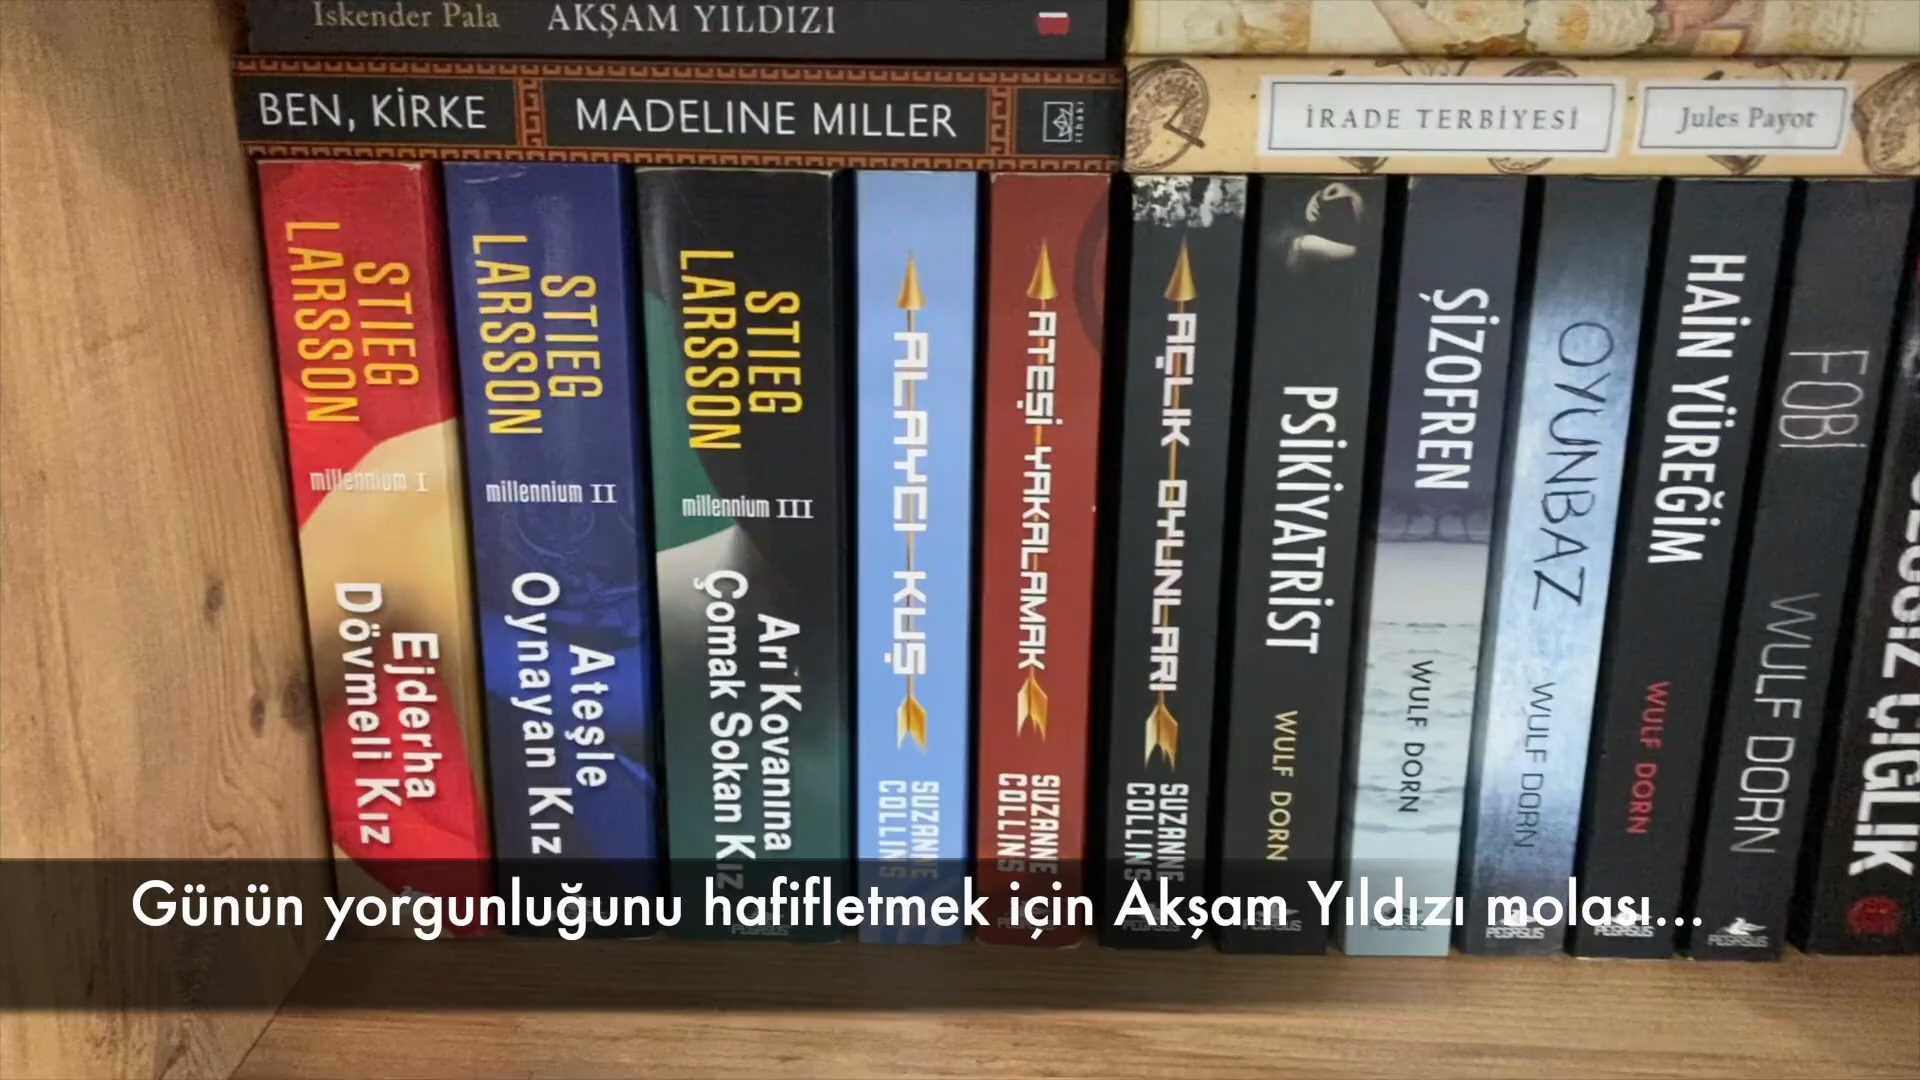 Iskender Pala AKŞAM YILDIZI
BEN, KİRKE MADELINE MILLER ithaki
İRADE TERBİYESİ Jules Payot
STIEG
LARSSON
millennium I
Ejderha
Dövmeli Kız
STIEG
LARSSON
millennium II
Ateşle
Oynayan Kız
STIEG
LARSSON
millennium III
Arı Kovanına
Çomak Sokan Kız
ALAYCI KUŞ
SUZANNE
COLLINS
ATEŞİ YAKALAMAK
SUZANNE
COLLINS
AÇLIK OYUNLARI
SUZANNE
COLLINS
PSİKİYATRİST
WULF DORN
ŞİZOFREN
WULF DORN
OYUNBAZ
WULF DORN
PEGASUS
HAİN YÜREĞİM
WULF DORN
PEGASUS
FOBİ
WULF DORN
PEGASUS
ÇIĞLIK
Günün yorgunluğunu hafifletmek için Akşam Yıldızı molası...